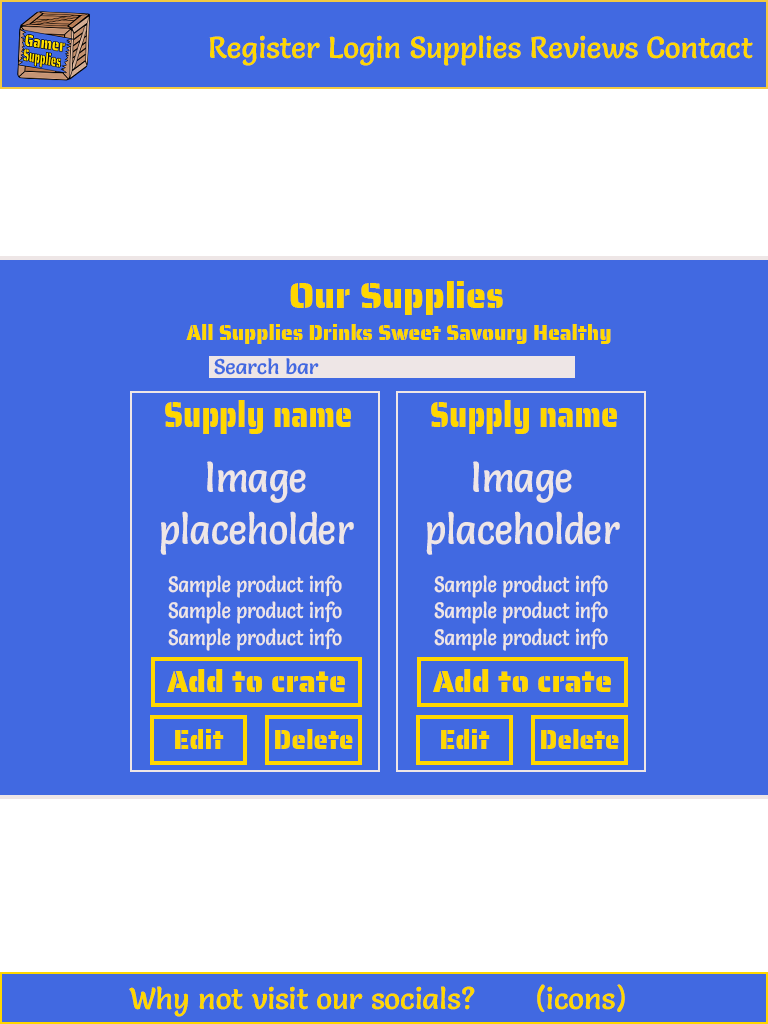 Gamer
Supplies
Register Login Supplies Reviews Contact
Our Supplies
All Supplies Drinks Sweet Savoury Healthy
Search bar
Supply name
Image
placeholder
Sample product info
Sample product info
Sample product info
Add to crate
Edit Delete
Supply name
Image
placeholder
Sample product info
Sample product info
Sample product info
Add to crate
Edit Delete
Why not visit our socials? (icons)